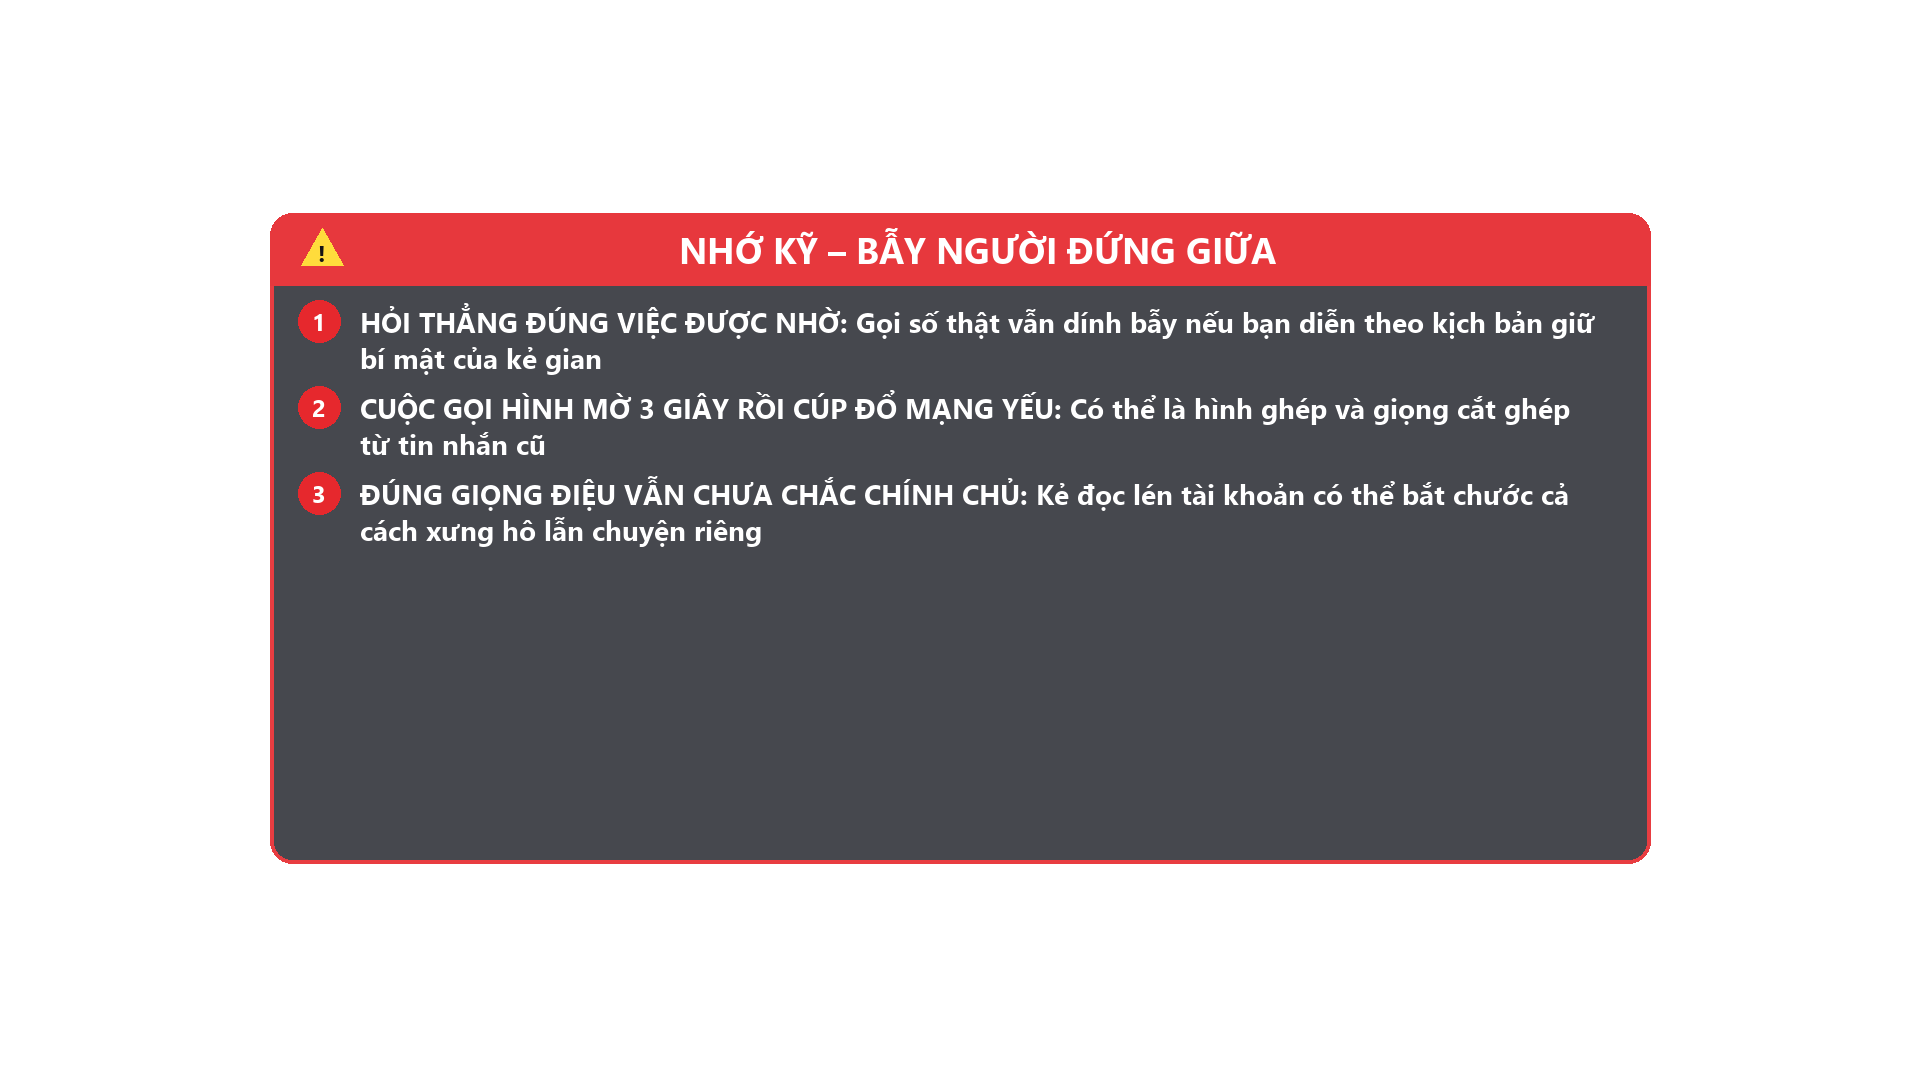 NHỚ KỸ – BẪY NGƯỜI ĐỨNG GIỮA
1 HỎI THẲNG ĐÚNG VIỆC ĐƯỢC NHỜ: Gọi số thật vẫn dính bẫy nếu bạn diễn theo kịch bản giữ
bí mật của kẻ gian
2 CUỘC GỌI HÌNH MỜ 3 GIÂY RỒI CÚP ĐỔ MẠNG YẾU: Có thể là hình ghép và giọng cắt ghép
từ tin nhắn cũ
3 ĐÚNG GIỌNG ĐIỆU VẪN CHƯA CHẮC CHÍNH CHỦ: Kẻ đọc lén tài khoản có thể bắt chước cả
cách xưng hô lẫn chuyện riêng